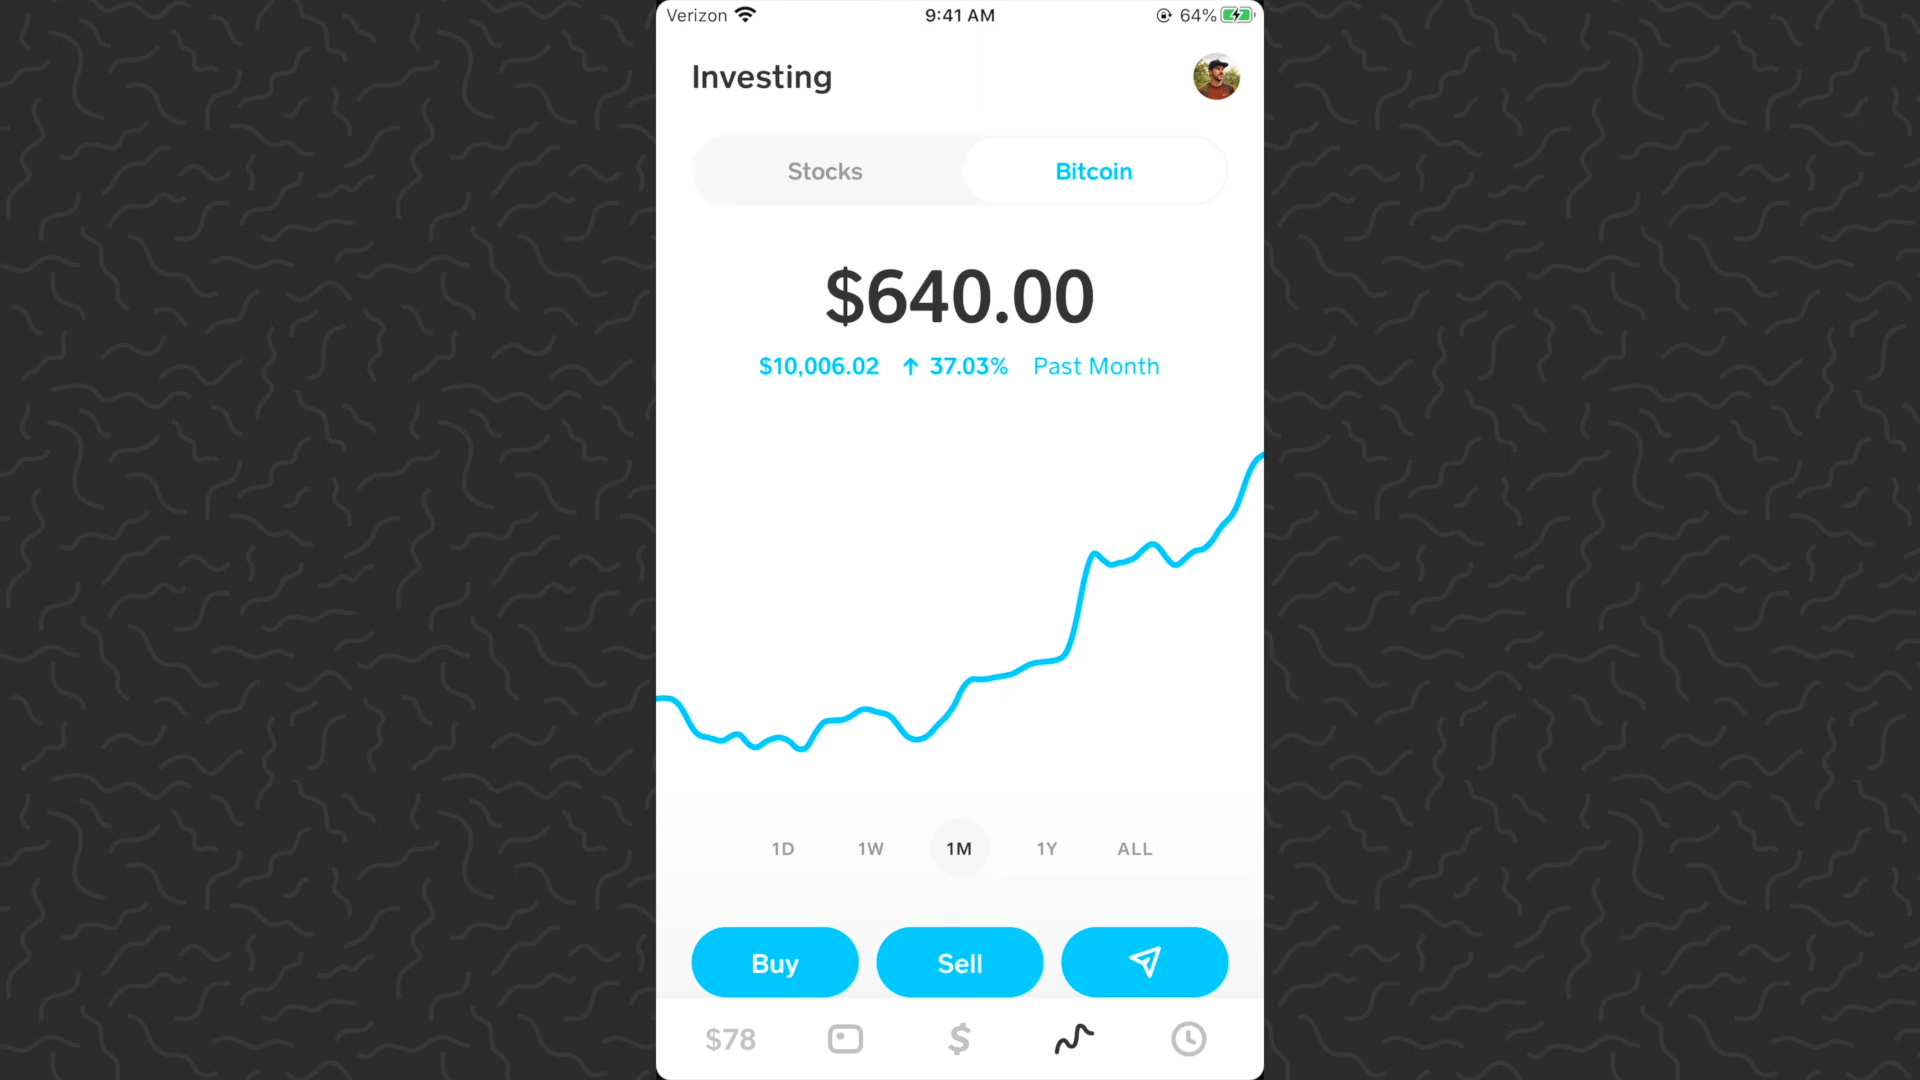 Verizon 9:41 AM 64%
Investing
Stocks Bitcoin
$640.00
$10,006.02 ↑ 37.03% Past Month
1D 1W 1M 1Y ALL
Buy Sell
$78 $